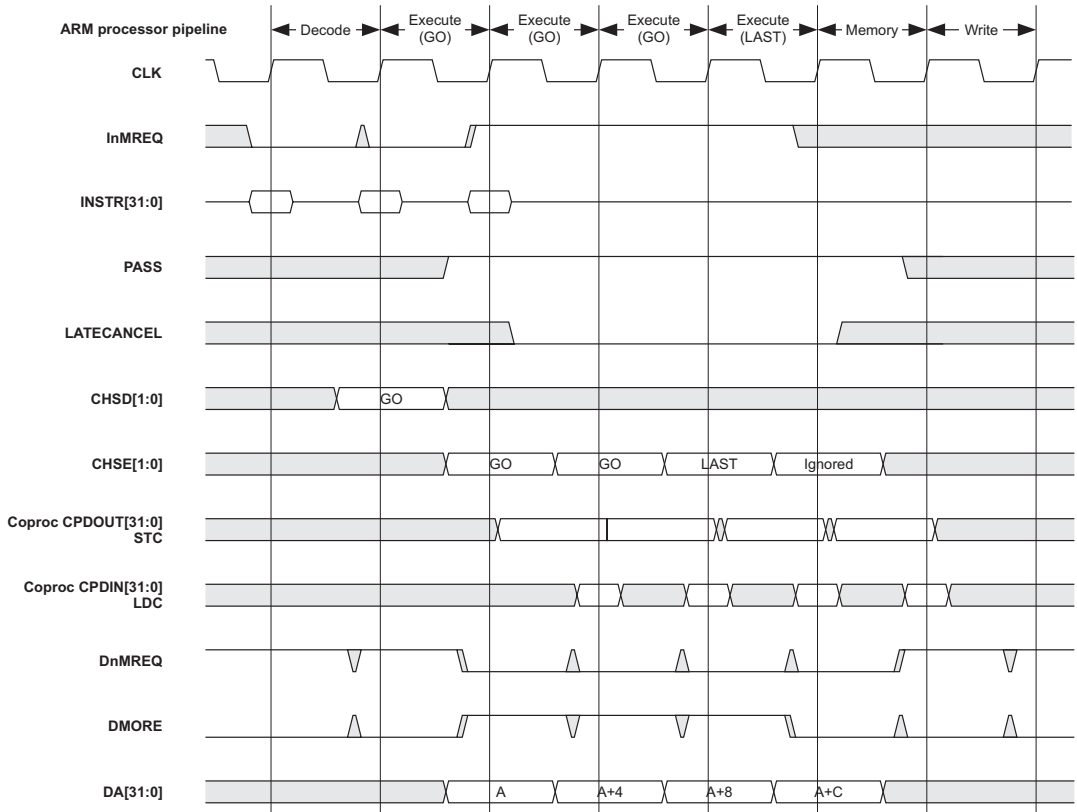 ARM processor pipeline
Decode
Execute
(GO)
Execute
(GO)
Execute
(GO)
Execute
(LAST)
Memory
Write
CLK
InMREQ
INSTR[31:0]
PASS
LATECANCEL
CHSD[1:0]
GO
CHSE[1:0]
GO
GO
LAST
Ignored
Coproc CPDOUT[31:0]
STC
Coproc CPDIN[31:0]
LDC
DnMREQ
DMORE
DA[31:0]
A
A+4
A+8
A+C